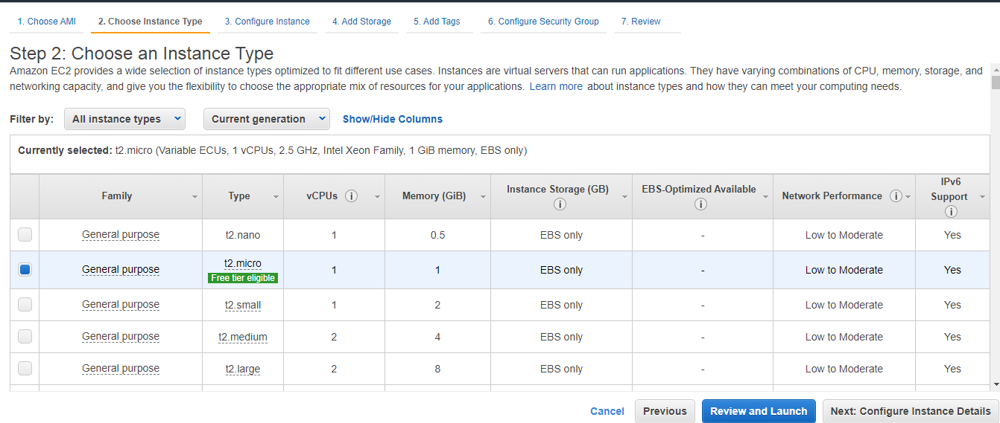 1. Choose AMI 2. Choose Instance Type 3. Configure Instance 4. Add Storage 5. Add Tags 6. Configure Security Group 7. Review
Step 2: Choose an Instance Type
Amazon EC2 provides a wide selection of instance types optimized to fit different use cases. Instances are virtual servers that can run applications. They have varying combinations of CPU, memory, storage, and
networking capacity, and give you the flexibility to choose the appropriate mix of resources for your applications. Learn more about instance types and how they can meet your computing needs.
Filter by: All instance types Current generation Show/Hide Columns
Currently selected: t2.micro (Variable ECUs, 1 vCPUs, 2.5 GHz, Intel Xeon Family, 1 GiB memory, EBS only)
Family Type vCPUs i Memory (GiB) Instance Storage (GB) i EBS-Optimized Available i Network Performance i IPv6 Support i
General purpose t2.nano 1 0.5 EBS only - Low to Moderate Yes
General purpose t2.micro 1 1 EBS only - Low to Moderate Yes
Free tier eligible
General purpose t2.small 1 2 EBS only - Low to Moderate Yes
General purpose t2.medium 2 4 EBS only - Low to Moderate Yes
General purpose t2.large 2 8 EBS only - Low to Moderate Yes
Cancel Previous Review and Launch Next: Configure Instance Details